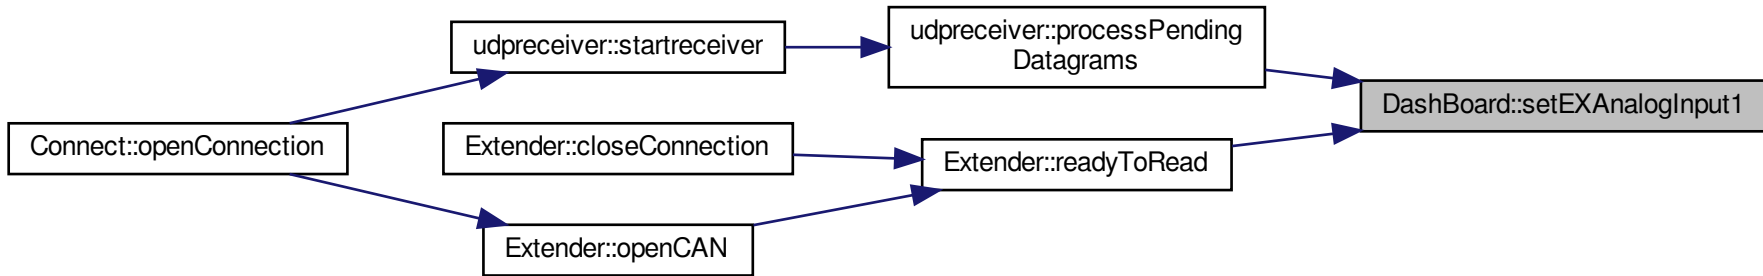 udpreceiver::startreceiver
udpreceiver::processPending
Datagrams
DashBoard::setEXAnalogInput1
Connect::openConnection
Extender::closeConnection
Extender::readyToRead
Extender::openCAN